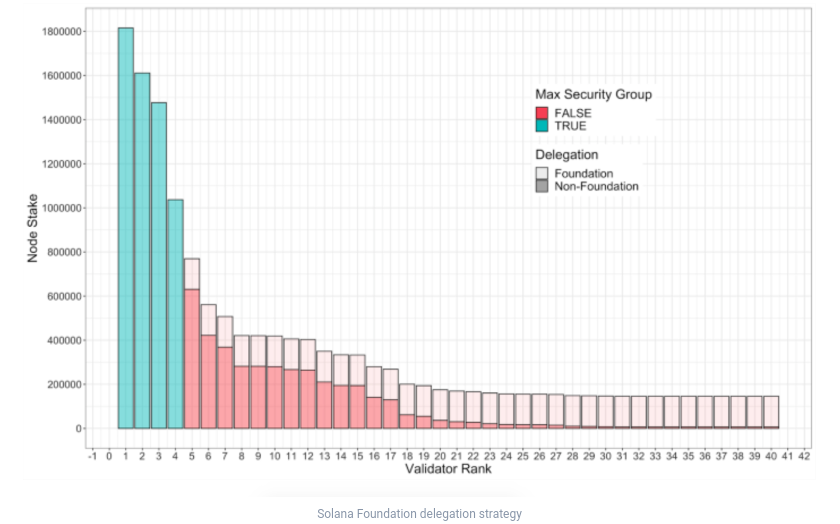 1800000
1600000
1400000
1200000
1000000
800000
600000
400000
200000
0
Node Stake
Max Security Group
FALSE
TRUE
Delegation
Foundation
Non-Foundation
-1 0 1 2 3 4 5 6 7 8 9 10 11 12 13 14 15 16 17 18 19 20 21 22 23 24 25 26 27 28 29 30 31 32 33 34 35 36 37 38 39 40 41 42
Validator Rank
Solana Foundation delegation strategy